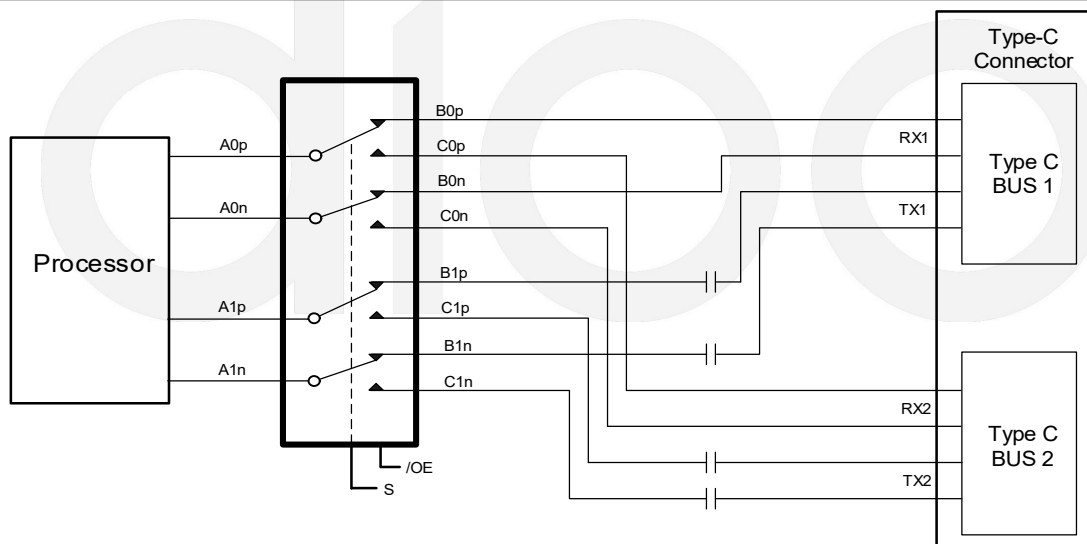 Type-C
Connector
B0p
RX1
A0p
C0p
Type C
BUS 1
B0n
A0n
TX1
C0n
Processor
B1p
A1p
C1p
B1n
A1n
C1n
RX2
Type C
BUS 2
/OE
TX2
S